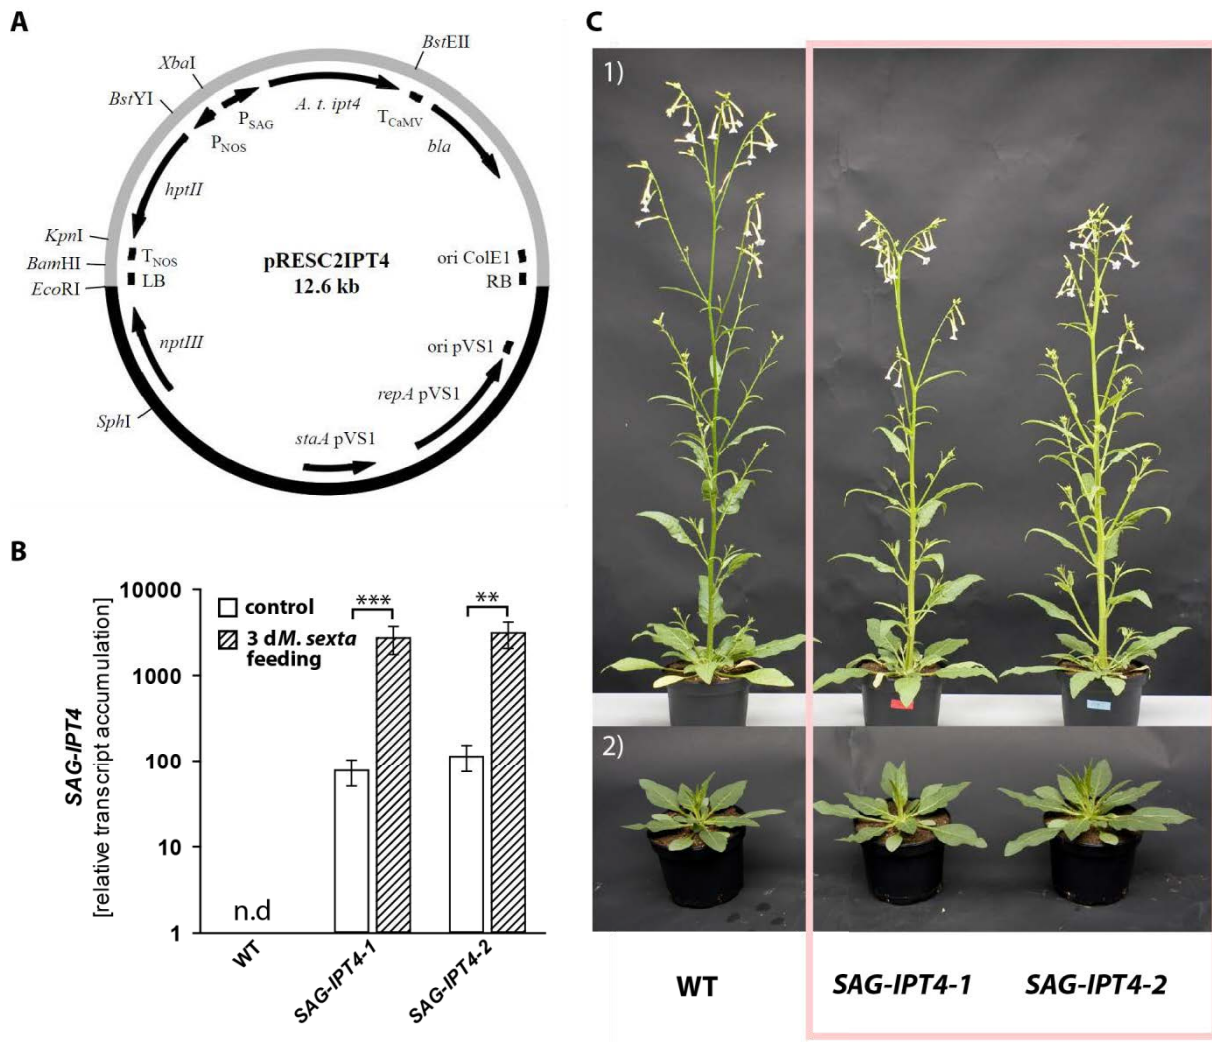 A
BstEII
XbaI
BstYI
A. t. ipt4
PSAG
TCaMV
PNOS
bla
hptII
KpnI
TNOS
pRESC2IPT4
ori ColE1
BamHI
12.6 kb
LB
RB
EcoRI
nptIII
ori pVS1
repA pVS1
SphI
staA pVS1
B
SAG-IPT4
[relative transcript accumulation]
10000
1000
100
10
1
control
3 dM. sexta
feeding
***
**
n.d
WT
SAG-IPT4-1
SAG-IPT4-2
C
1)
2)
WT
SAG-IPT4-1
SAG-IPT4-2